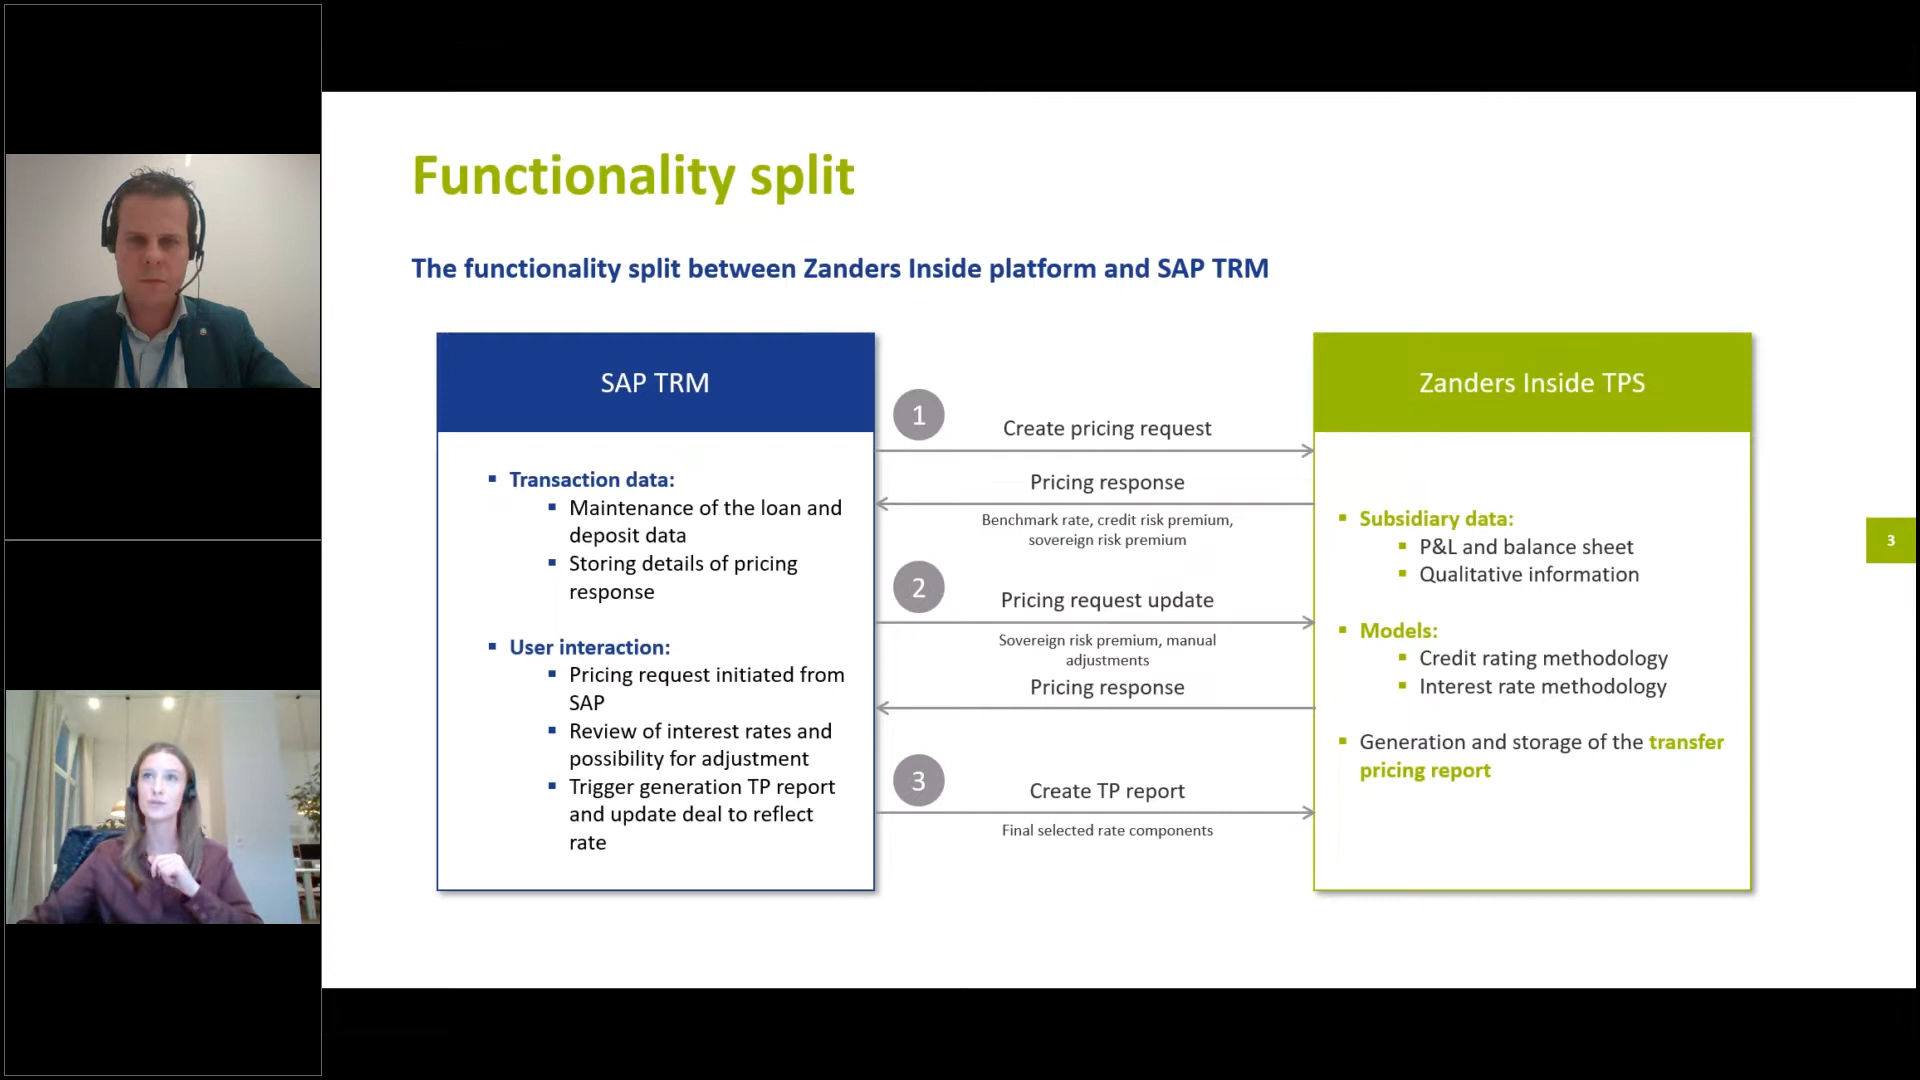 Functionality split
The functionality split between Zanders Inside platform and SAP TRM
SAP TRM
Transaction data:
Maintenance of the loan and
deposit data
Storing details of pricing
response
User interaction:
Pricing request initiated from
SAP
Review of interest rates and
possibility for adjustment
Trigger generation TP report
and update deal to reflect
rate
1
Create pricing request
Pricing response
Benchmark rate, credit risk premium,
sovereign risk premium
2
Pricing request update
Sovereign risk premium, manual
adjustments
Pricing response
3
Create TP report
Final selected rate components
Zanders Inside TPS
Subsidiary data:
P&L and balance sheet
Qualitative information
Models:
Credit rating methodology
Interest rate methodology
Generation and storage of the transfer
pricing report
3